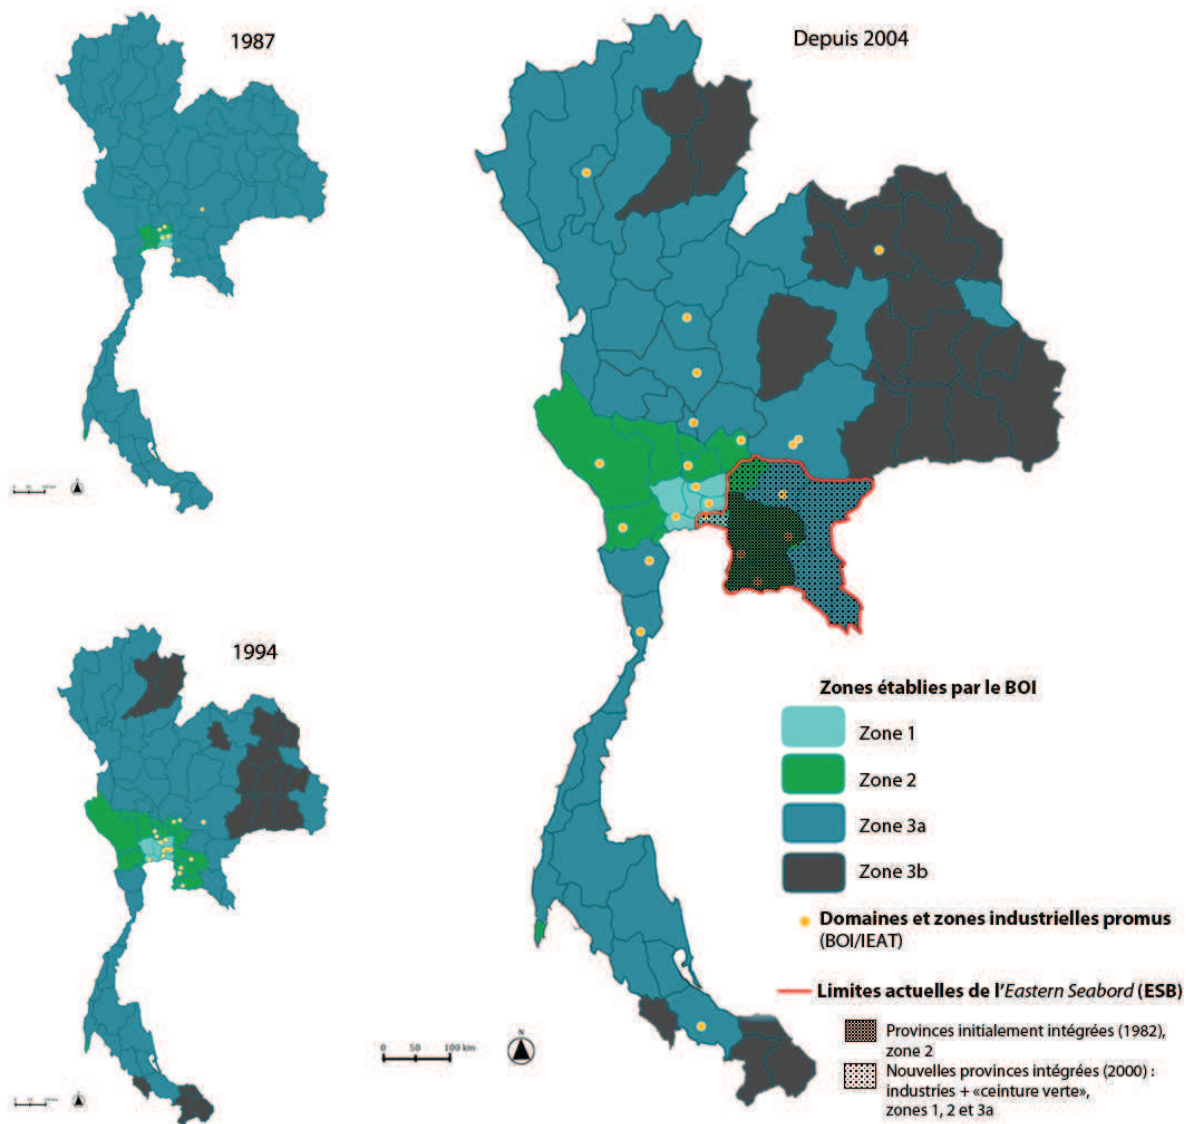 1987
Depuis 2004
1994
Zones établies par le BOI
Zone 1
Zone 2
Zone 3a
Zone 3b
Domaines et zones industrielles promus
(BOI/IEAT)
Limites actuelles de l'Eastern Seabord (ESB)
Provinces initialement intégrées (1982),
zone 2
Nouvelles provinces intégrées (2000) :
industries + «ceinture verte»,
zones 1, 2 et 3a
N
0 50 100 km